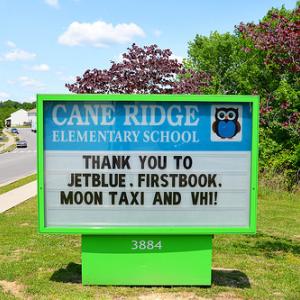 CANE RIDGE
ELEMENTARY SCHOOL
THANK YOU TO
JETBLUE, FIRSTBOOK,
MOON TAXI AND VH1!
3884